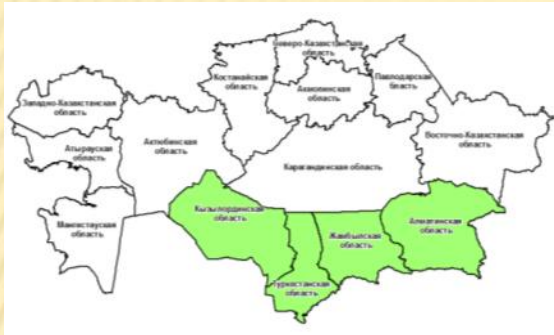 Северо-Казахстанская
область
Костанайская
область
Акмолинская
область
Павлодарская
область
Западно-Казахстанская
область
Атырауская
область
Актюбинская
область
Восточно-Казахстанская
область
Карагандинская область
Мангистауская
область
Кызылординская
область
Туркестанская
область
Жамбылская
область
Алматинская
область